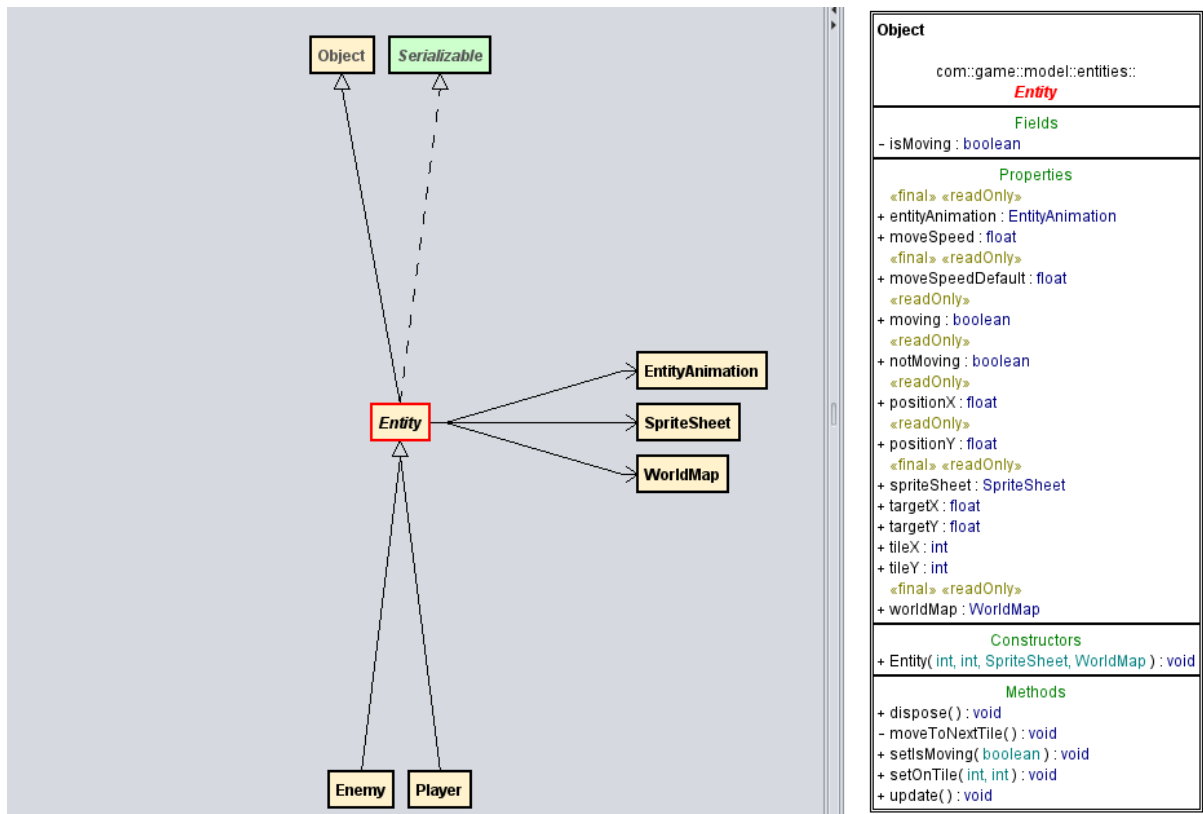 Object
Serializable
Entity
EntityAnimation
SpriteSheet
WorldMap
Enemy
Player
Object
com::game::model::entities::
Entity
Fields
- isMoving : boolean
Properties
«final» «readOnly»
+ entityAnimation : EntityAnimation
+ moveSpeed : float
«final» «readOnly»
+ moveSpeedDefault : float
«readOnly»
+ moving : boolean
«readOnly»
+ notMoving : boolean
«readOnly»
+ positionX : float
«readOnly»
+ positionY : float
«final» «readOnly»
+ spriteSheet : SpriteSheet
+ targetX : float
+ targetY : float
+ tileX : int
+ tileY : int
«final» «readOnly»
+ worldMap : WorldMap
Constructors
+ Entity( int, int, SpriteSheet, WorldMap ) : void
Methods
+ dispose( ) : void
- moveToNextTile( ) : void
+ setIsMoving( boolean ) : void
+ setOnTile( int, int ) : void
+ update( ) : void